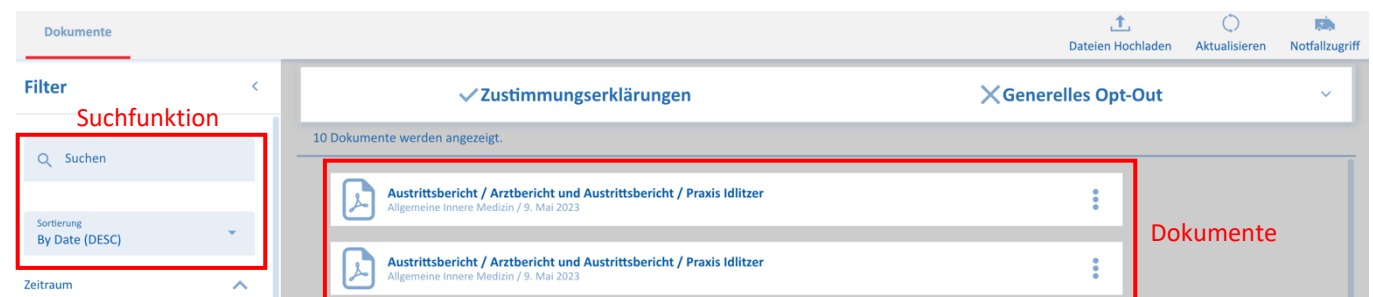 Dokumente
Dateien Hochladen
Aktualisieren
Notfallzugriff
Filter
Suchfunktion
Suchen
Sortierung
By Date (DESC)
Zeitraum
Zustimmungserklärungen
Generelles Opt-Out
10 Dokumente werden angezeigt.
Austrittsbericht / Arztbericht und Austrittsbericht / Praxis Idlitzer
Allgemeine Innere Medizin / 9. Mai 2023
Austrittsbericht / Arztbericht und Austrittsbericht / Praxis Idlitzer
Allgemeine Innere Medizin / 9. Mai 2023
Dokumente